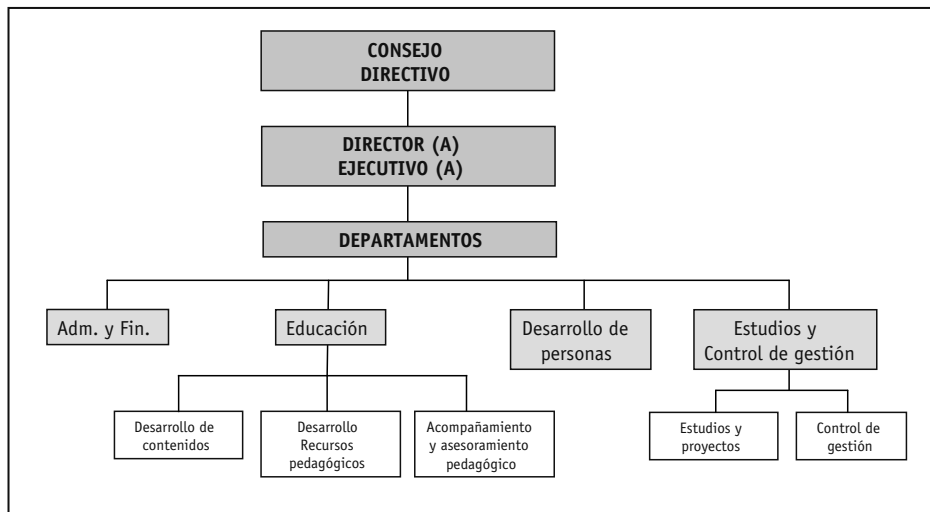 CONSEJO
DIRECTIVO
DIRECTOR (A)
EJECUTIVO (A)
DEPARTAMENTOS
Adm. y Fin.
Educación
Desarrollo de
personas
Estudios y
Control de gestión
Desarrollo de
contenidos
Desarrollo
Recursos
pedagógicos
Acompañamiento
y asesoramiento
pedagógico
Estudios y
proyectos
Control de
gestión